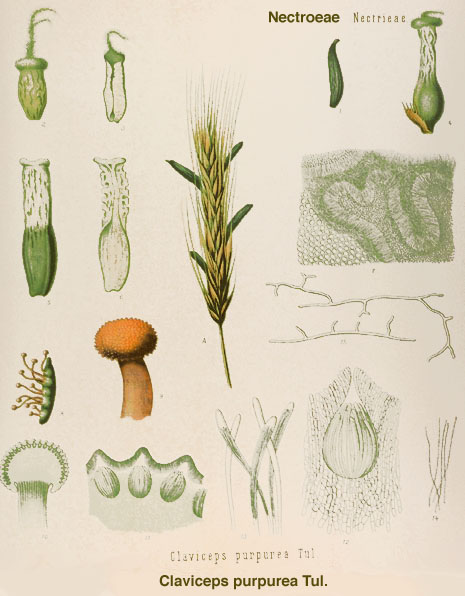 Nectroeae Nectrieae
A
Claviceps purpurea Tul
Claviceps purpurea Tul.